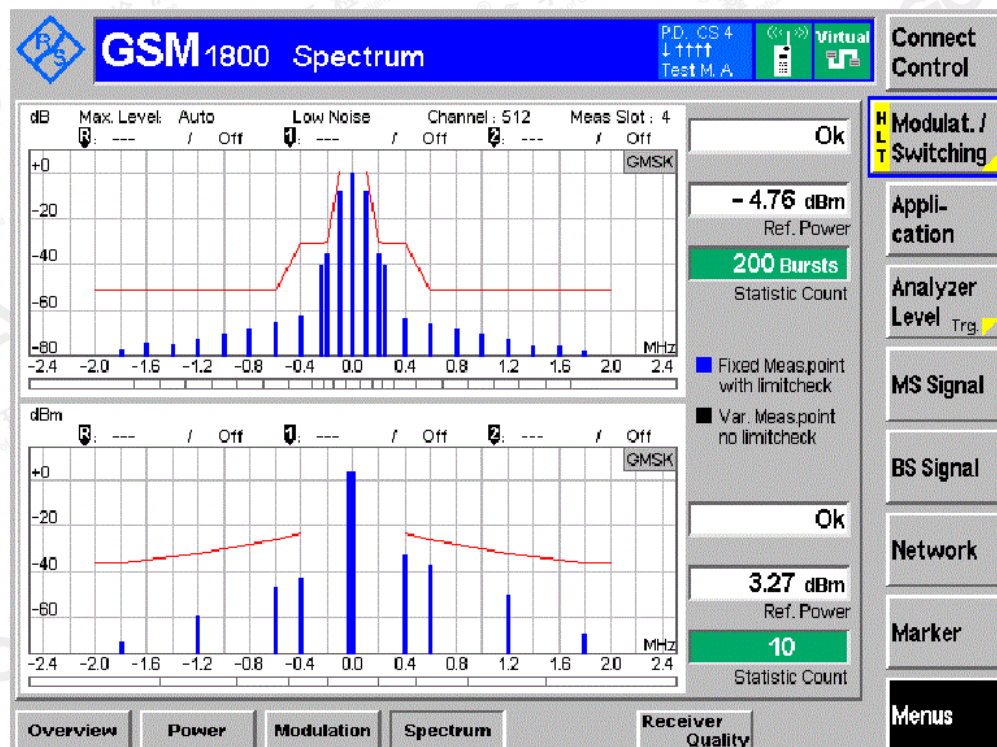 R&S GSM 1800 Spectrum
P.D. CS 4
↓ ↑↑↑↑
Test M. A
Virtual
Connect
Control
dB Max. Level: Auto Low Noise Channel : 512 Meas Slot : 4
R: --- / Off 1: --- / Off 2: --- / Off
GMSK
+0
-20
-40
-60
-80
MHz
-2.4 -2.0 -1.6 -1.2 -0.8 -0.4 0.0 0.4 0.8 1.2 1.6 2.0 2.4
Ok
- 4.76 dBm
Ref. Power
200 Bursts
Statistic Count
Fixed Meas.point
with limitcheck
Var. Meas.point
no limitcheck
dBm
R: --- / Off 1: --- / Off 2: --- / Off
GMSK
+0
-20
-40
-60
MHz
-2.4 -2.0 -1.6 -1.2 -0.8 -0.4 0.0 0.4 0.8 1.2 1.6 2.0 2.4
Ok
3.27 dBm
Ref. Power
10
Statistic Count
H
L
T
Modulat. /
Switching
Appli-
cation
Analyzer
Level Trg.
MS Signal
BS Signal
Network
Marker
Menus
Overview
Power
Modulation
Spectrum
Receiver
Quality